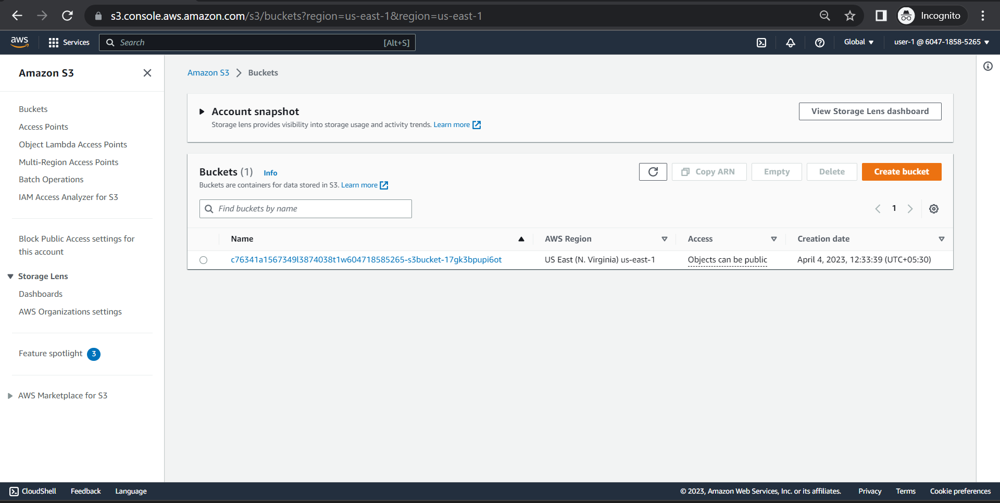 s3.console.aws.amazon.com/s3/buckets?region=us-east-1&region=us-east-1
Incognito
aws
Services
Search
[Alt+S]
Global
user-1 @ 6047-1858-5265
Amazon S3
Buckets
Access Points
Object Lambda Access Points
Multi-Region Access Points
Batch Operations
IAM Access Analyzer for S3
Block Public Access settings for
this account
Storage Lens
Dashboards
AWS Organizations settings
Feature spotlight 3
AWS Marketplace for S3
Amazon S3 > Buckets
Account snapshot
Storage lens provides visibility into storage usage and activity trends. Learn more
View Storage Lens dashboard
Buckets (1) Info
Buckets are containers for data stored in S3. Learn more
Copy ARN
Empty
Delete
Create bucket
Find buckets by name
1
Name AWS Region Access Creation date
c76341a1567349l3874038t1w604718585265-s3bucket-17gk3bpupi6ot US East (N. Virginia) us-east-1 Objects can be public April 4, 2023, 12:33:39 (UTC+05:30)
CloudShell Feedback Language
© 2023, Amazon Web Services, Inc. or its affiliates. Privacy Terms Cookie preferences